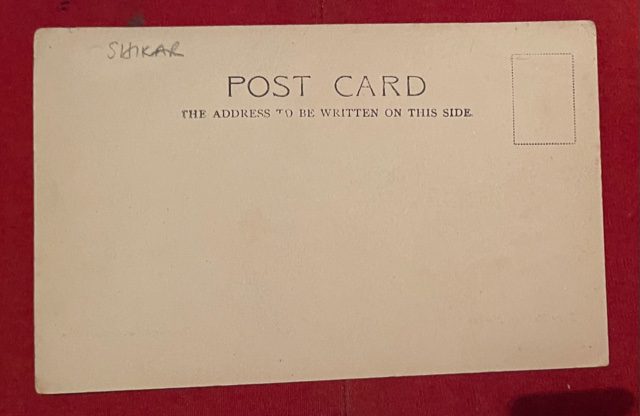 SHIKAR
POST CARD
THE ADDRESS TO BE WRITTEN ON THIS SIDE.